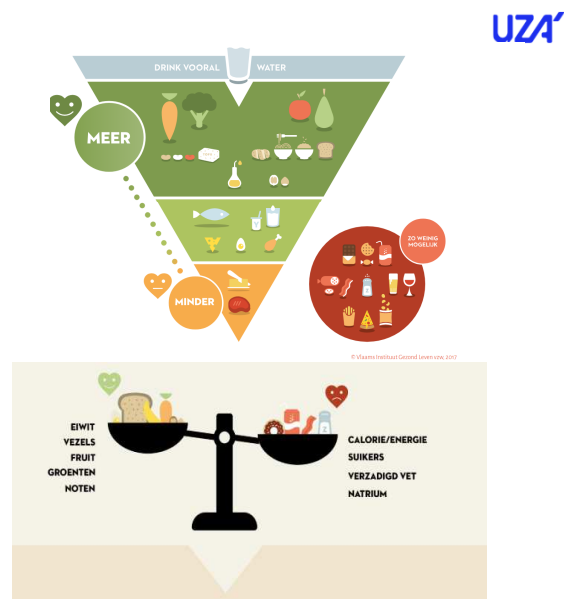 UZA'
DRINK VOORAL WATER
MEER
ZO WEINIG
MOGELIJK
MINDER
© Vlaams Instituut Gezond Leven vzw, 2017
EIWIT
VEZELS
FRUIT
GROENTEN
NOTEN
CALORIE/ENERGIE
SUIKERS
VERZADIGD VET
NATRIUM